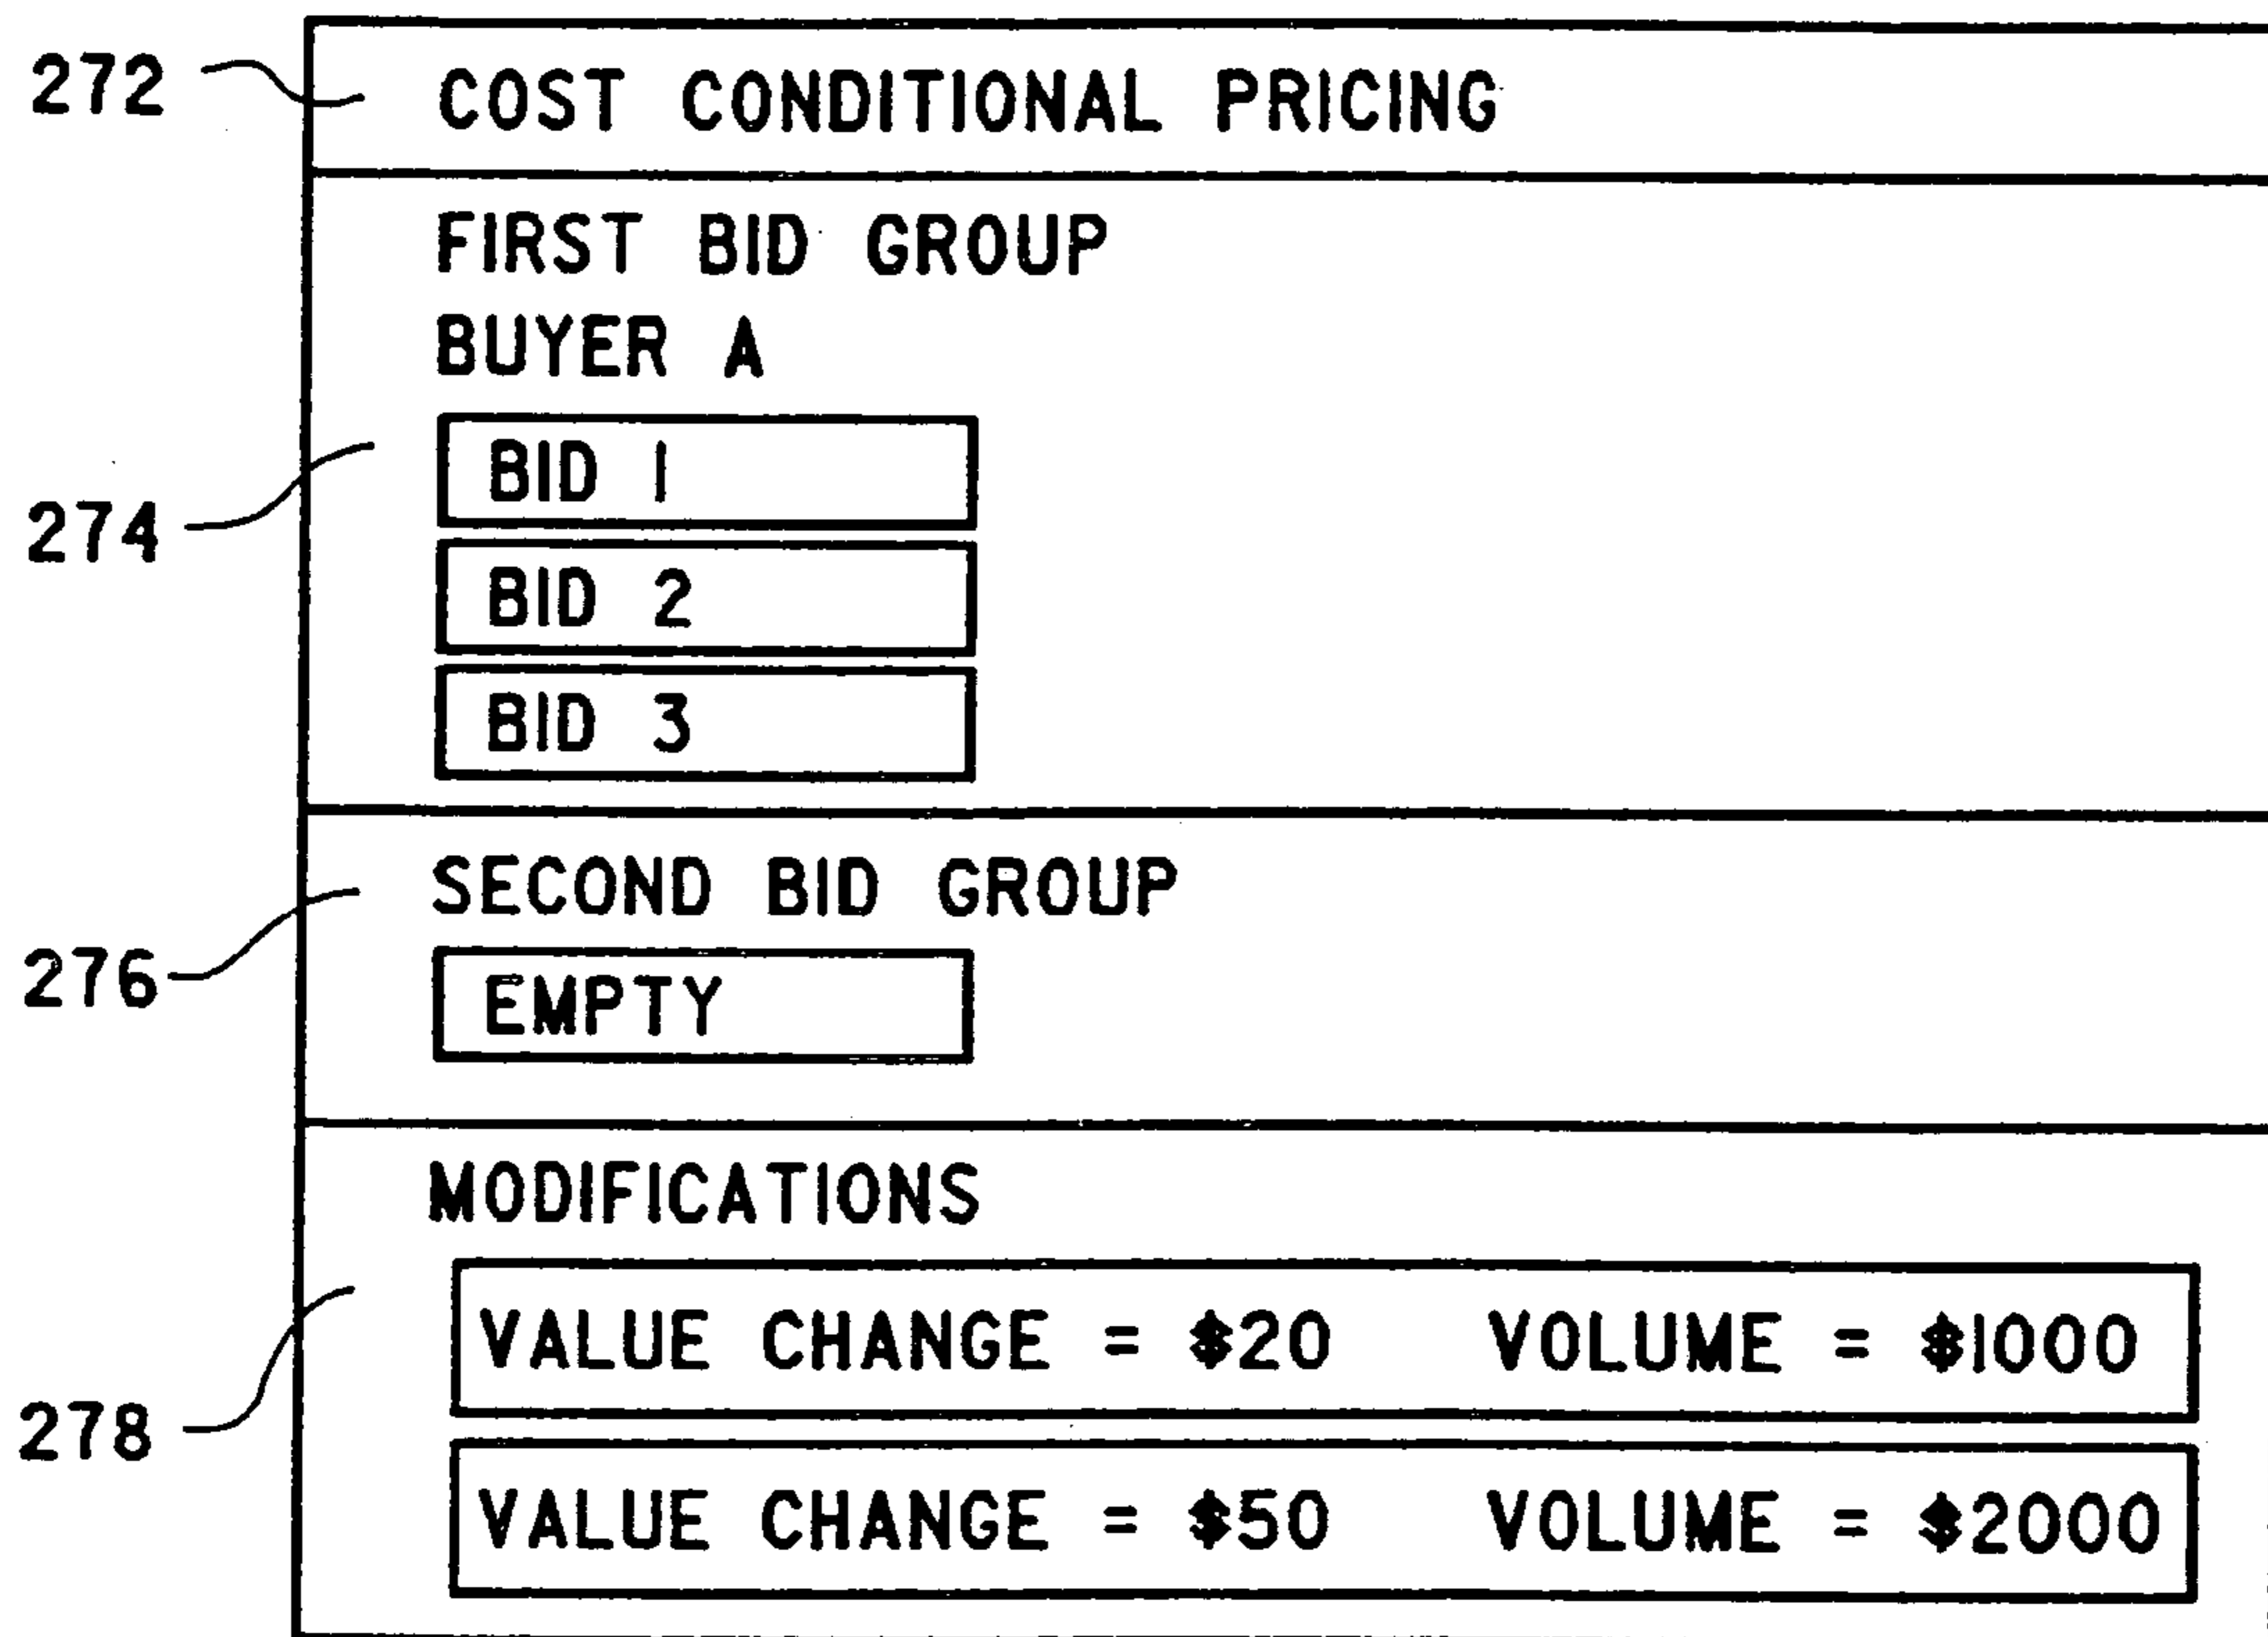 272 COST CONDITIONAL PRICING
FIRST BID GROUP
BUYER A
274
BID 1
BID 2
BID 3
SECOND BID GROUP
276
EMPTY
MODIFICATIONS
278
VALUE CHANGE = $20 VOLUME = $1000
VALUE CHANGE = $50 VOLUME = $2000